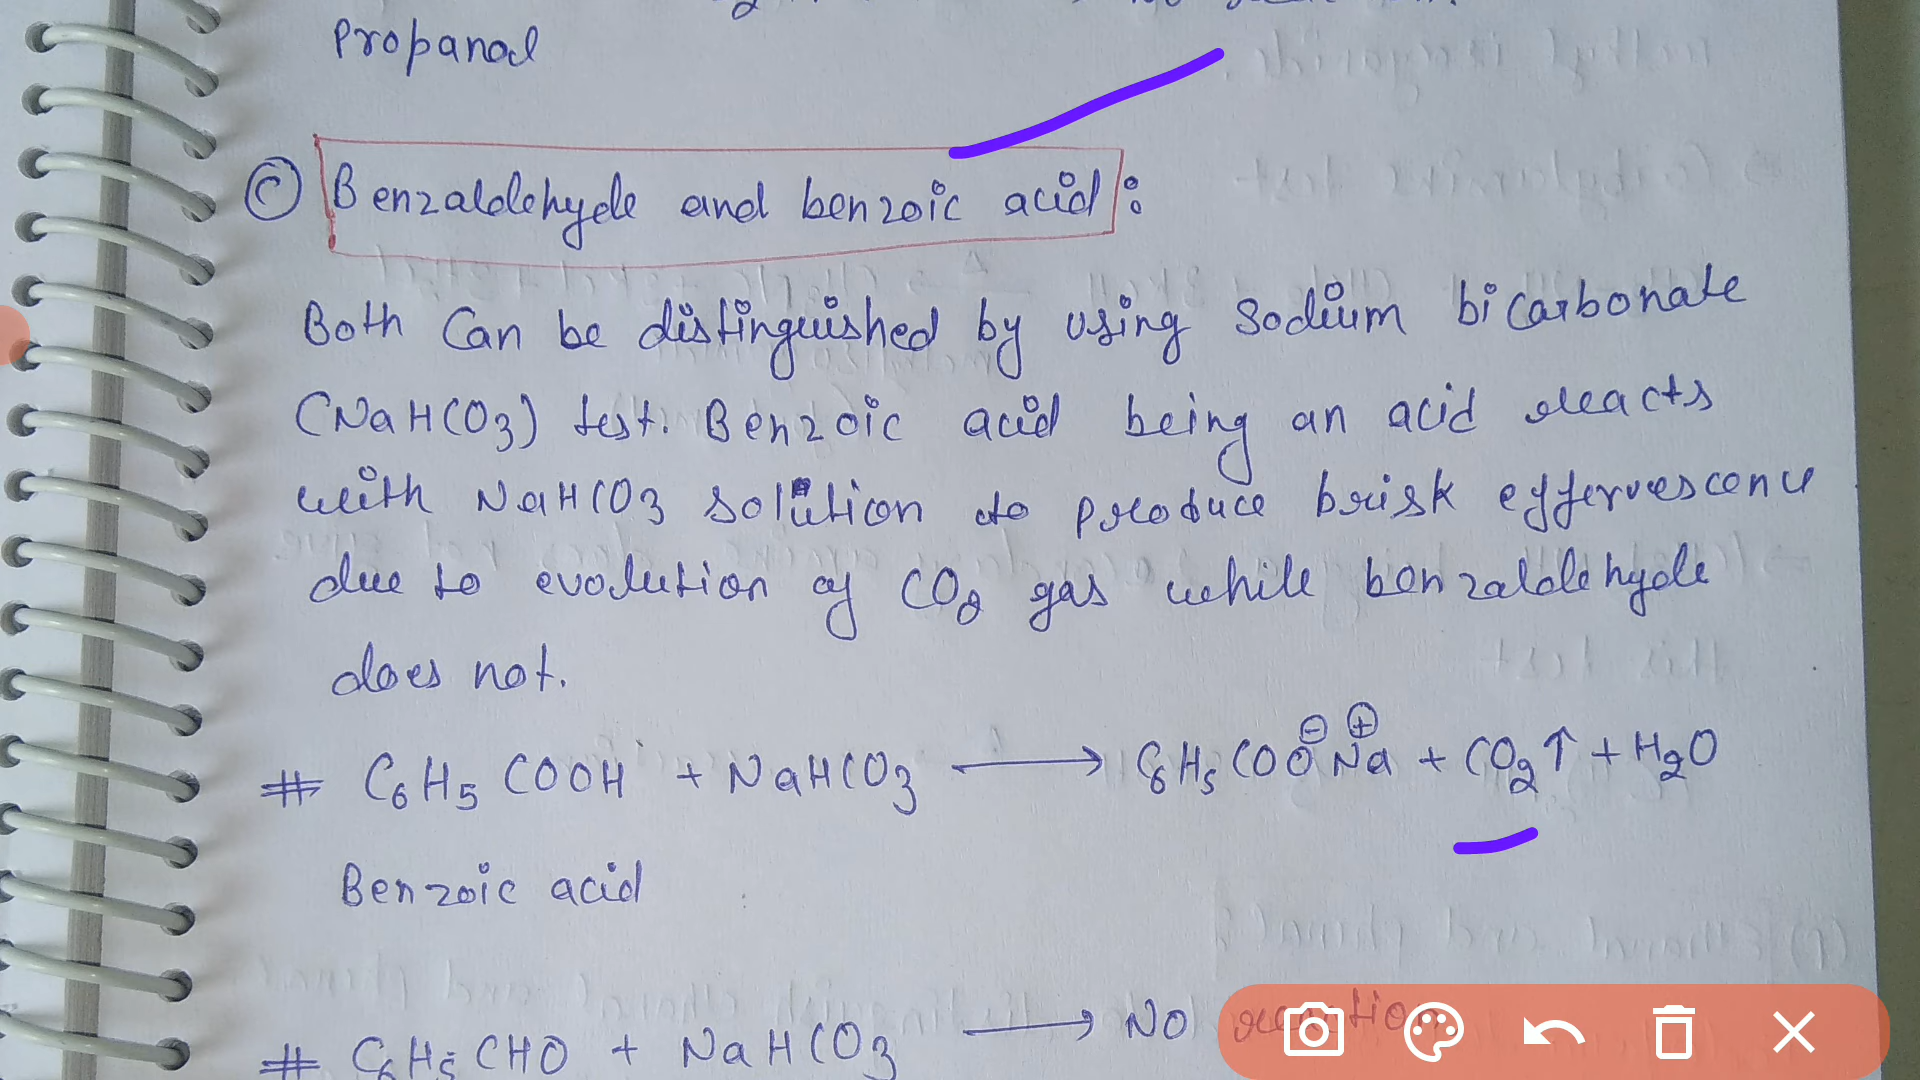 Propanal
(C) Benzaldehyde and benzoic acid :
Both Can be distinguished by using Sodium bicarbonate
(NaHCO3) test. Benzoic acid being an acid reacts
with NaHCO3 solution to produce brisk effervescence
due to evolution of CO2 gas while benzaldehyde
does not.
# C6H5COOH + NaHCO3 ⟶ C6H5COO⊖Na⊕ + CO2↑ + H2O
Benzoic acid
# C6H5CHO + NaHCO3 ⟶ No reaction